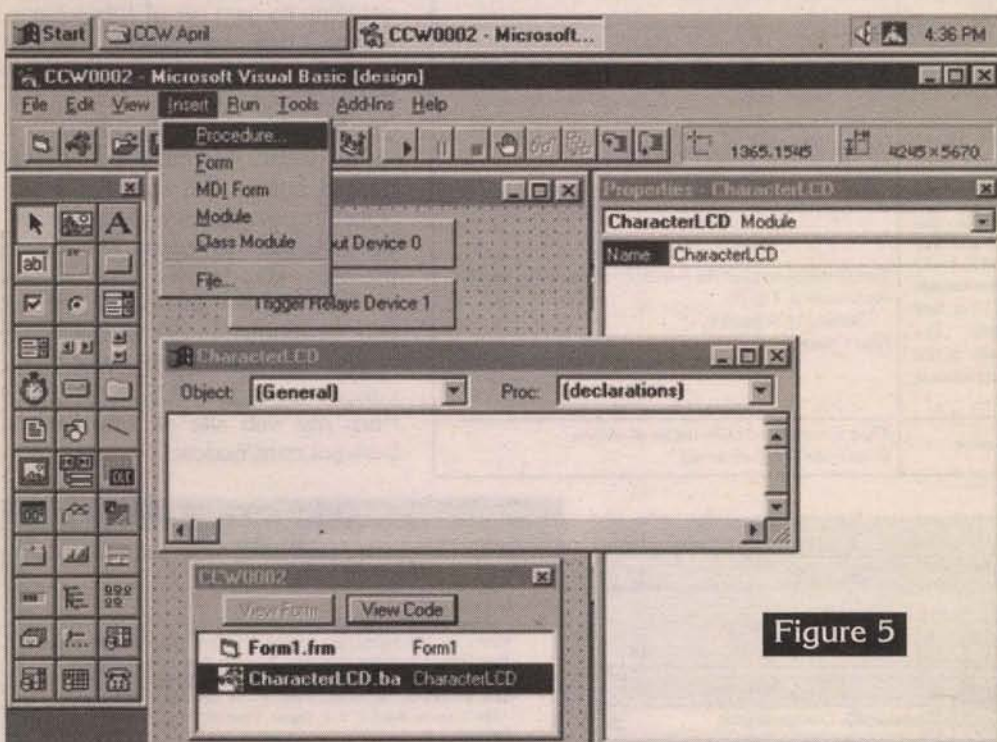 Start
CCW April
CCW0002 - Microsoft...
4:36 PM
CCW0002 - Microsoft Visual Basic [design]
File Edit View Insert Run Tools Add-Ins Help
1365,1545
4245 x 5670
Procedure...
Form
MDI Form
Module
Class Module
File...
ut Device 0
Trigger Relays Device 1
Properties - CharacterLCD
CharacterLCD Module
Name CharacterLCD
A
ab
OLE
CharacterLCD
Object: (General) Proc: (declarations)
CCW0002
View Form View Code
Form1.frm Form1
CharacterLCD.ba CharacterLCD
Figure 5